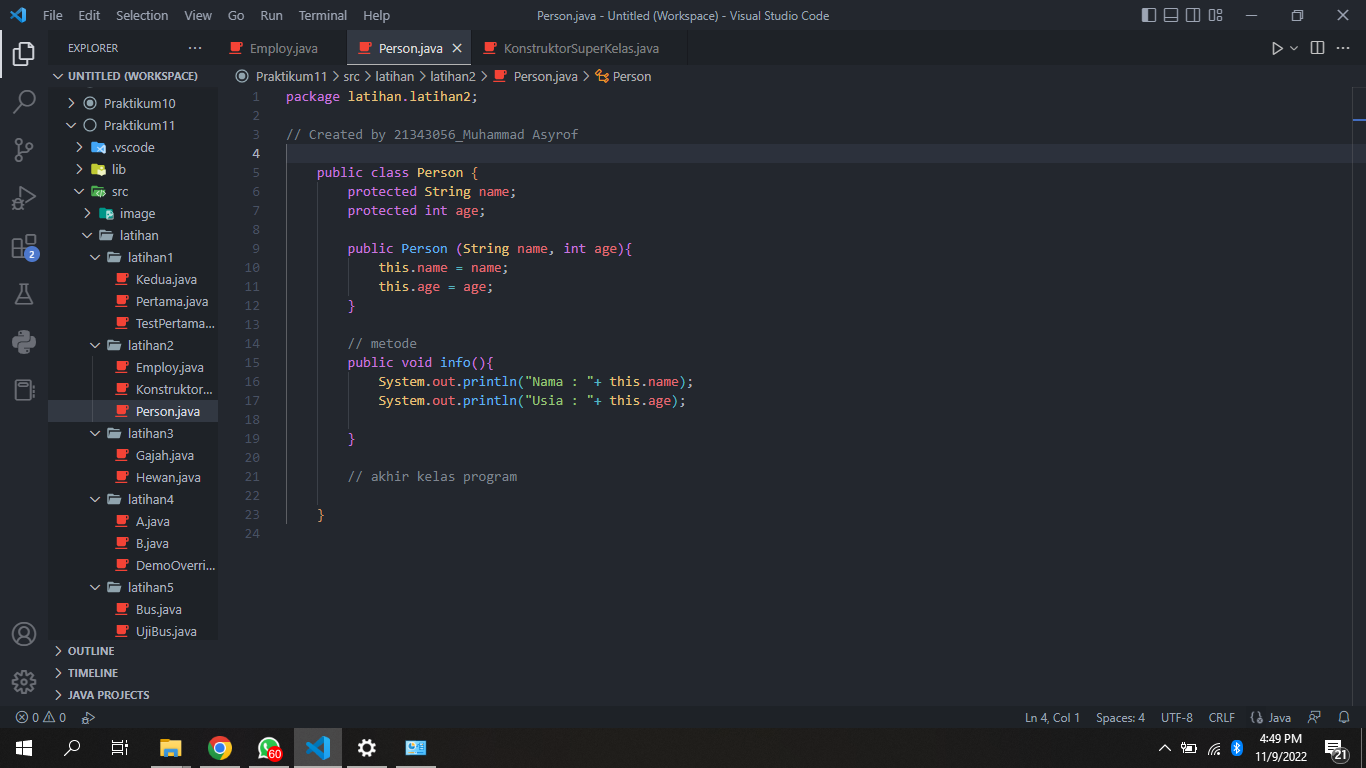 File Edit Selection View Go Run Terminal Help Person.java - Untitled (Workspace) - Visual Studio Code
EXPLORER ···
Employ.java Person.java KonstruktorSuperKelas.java
UNTITLED (WORKSPACE)
Praktikum10
Praktikum11
.vscode
lib
src
image
latihan
latihan1
Kedua.java
Pertama.java
TestPertama...
latihan2
Employ.java
Konstruktor...
Person.java
latihan3
Gajah.java
Hewan.java
latihan4
A.java
B.java
DemoOverri...
latihan5
Bus.java
UjiBus.java
OUTLINE
TIMELINE
JAVA PROJECTS
2
Praktikum11 > src > latihan > latihan2 > Person.java > Person
1 package latihan.latihan2;
2
3 // Created by 21343056_Muhammad Asyrof
4
5 public class Person {
6 protected String name;
7 protected int age;
8
9 public Person (String name, int age){
10 this.name = name;
11 this.age = age;
12 }
13
14 // metode
15 public void info(){
16 System.out.println("Nama : "+ this.name);
17 System.out.println("Usia : "+ this.age);
18
19 }
20
21 // akhir kelas program
22
23 }
24
0 0 Ln 4, Col 1 Spaces: 4 UTF-8 CRLF Java
60
4:49 PM
11/9/2022
21